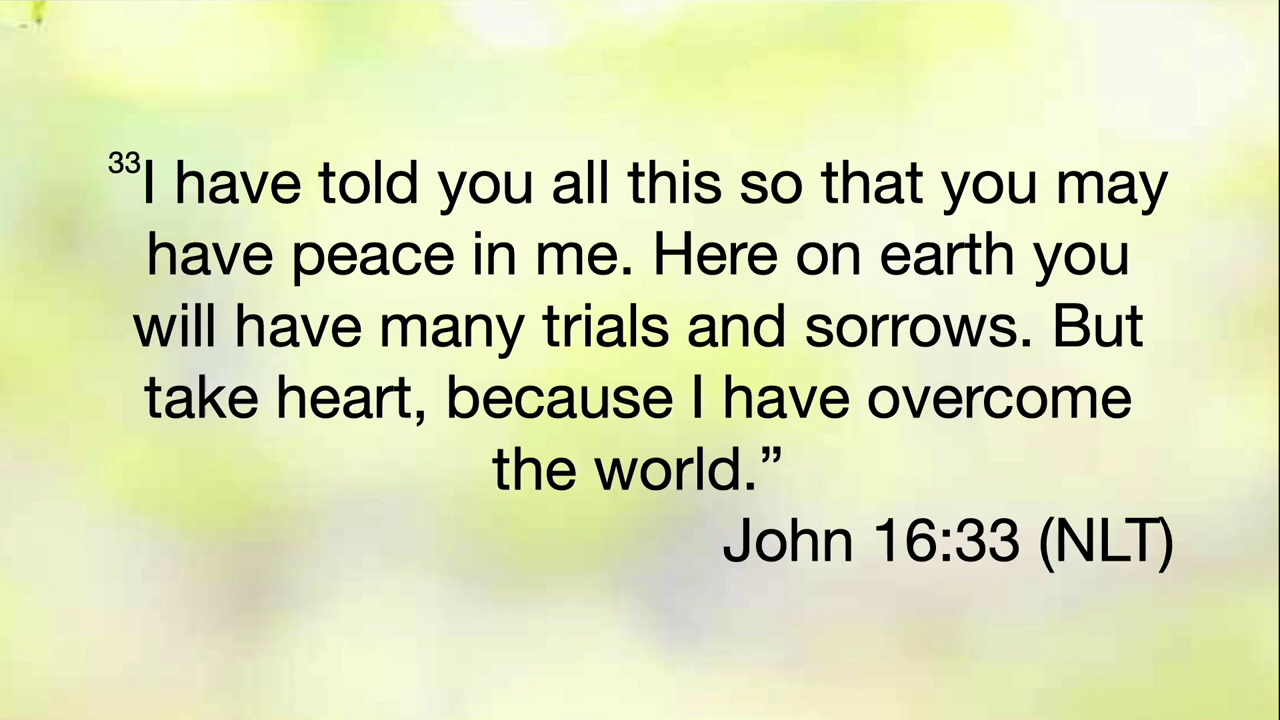 33I have told you all this so that you may
have peace in me. Here on earth you
will have many trials and sorrows. But
take heart, because I have overcome
the world.”
John 16:33 (NLT)